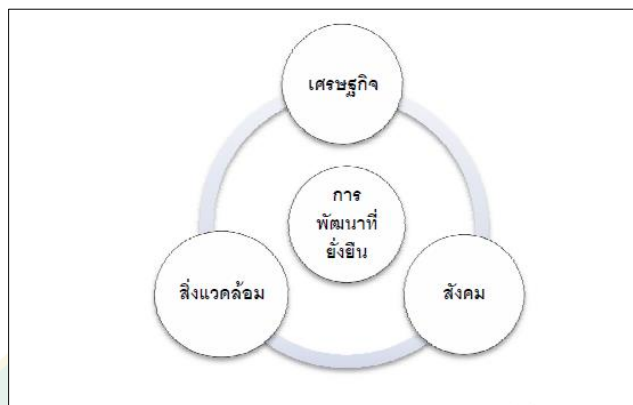 เศรษฐกิจ
การ
พัฒนาที่
ยั่งยืน
สิ่งแวดล้อม
สังคม